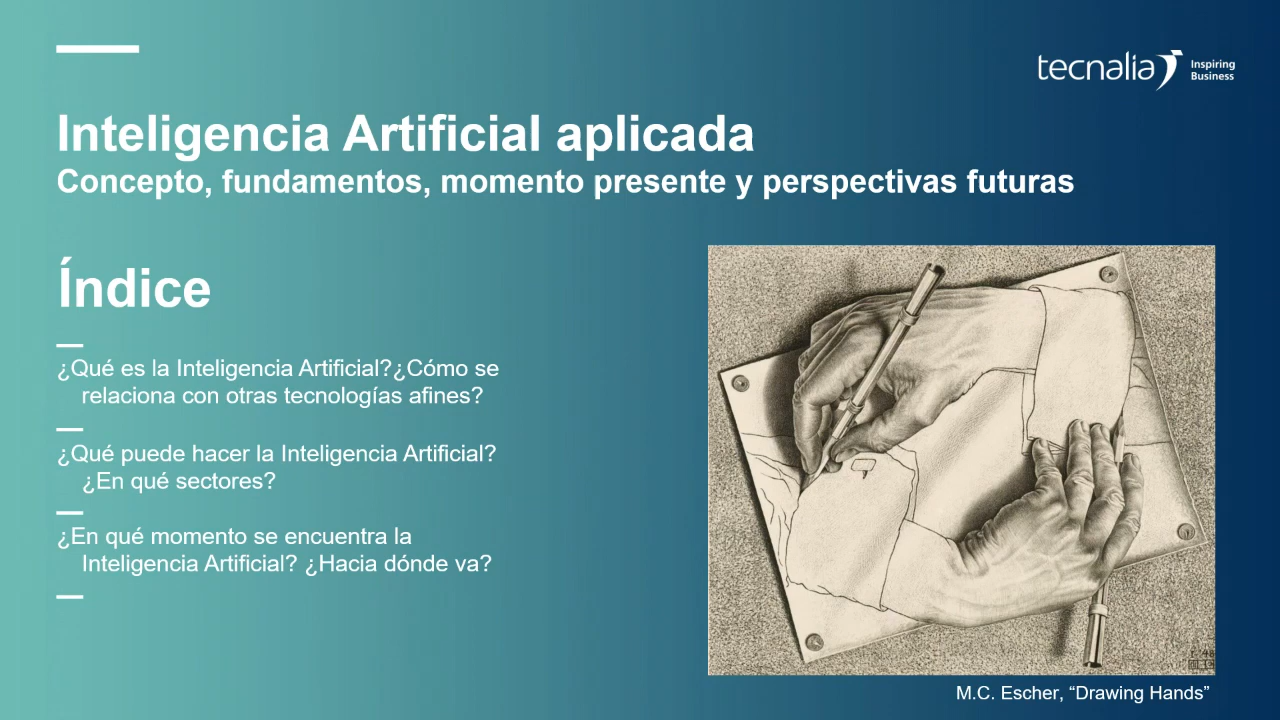 tecnalia Inspiring
Business
Inteligencia Artificial aplicada
Concepto, fundamentos, momento presente y perspectivas futuras
Índice
¿Qué es la Inteligencia Artificial?¿Cómo se
relaciona con otras tecnologías afines?
¿Qué puede hacer la Inteligencia Artificial?
¿En qué sectores?
¿En qué momento se encuentra la
Inteligencia Artificial? ¿Hacia dónde va?
M.C. Escher, “Drawing Hands”